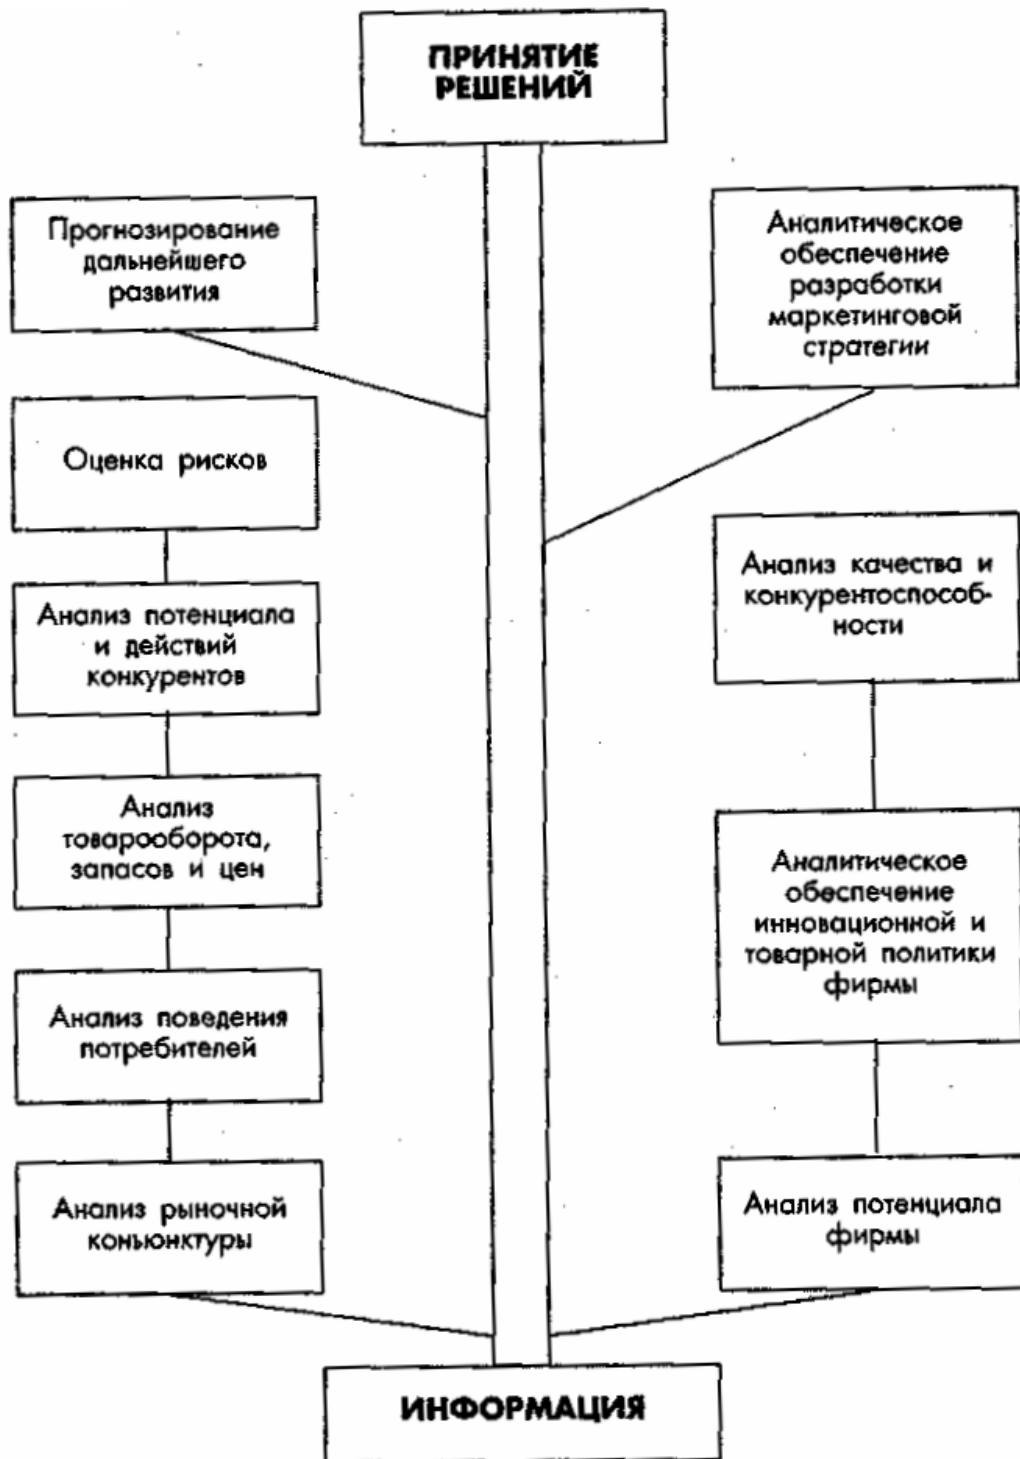 ПРИНЯТИЕ
РЕШЕНИЙ
Прогнозирование
дальнейшего
развития
Аналитическое
обеспечение
разработки
маркетинговой
стратегии
Оценка рисков
Анализ качества и
конкурентоспособ-
ности
Анализ потенциала
и действий
конкурентов
Анализ
товарооборота,
запасов и цен
Аналитическое
обеспечение
инновационной и
товарной политики
фирмы
Анализ поведения
потребителей
Анализ рыночной
конъюнктуры
Анализ потенциала
фирмы
ИНФОРМАЦИЯ